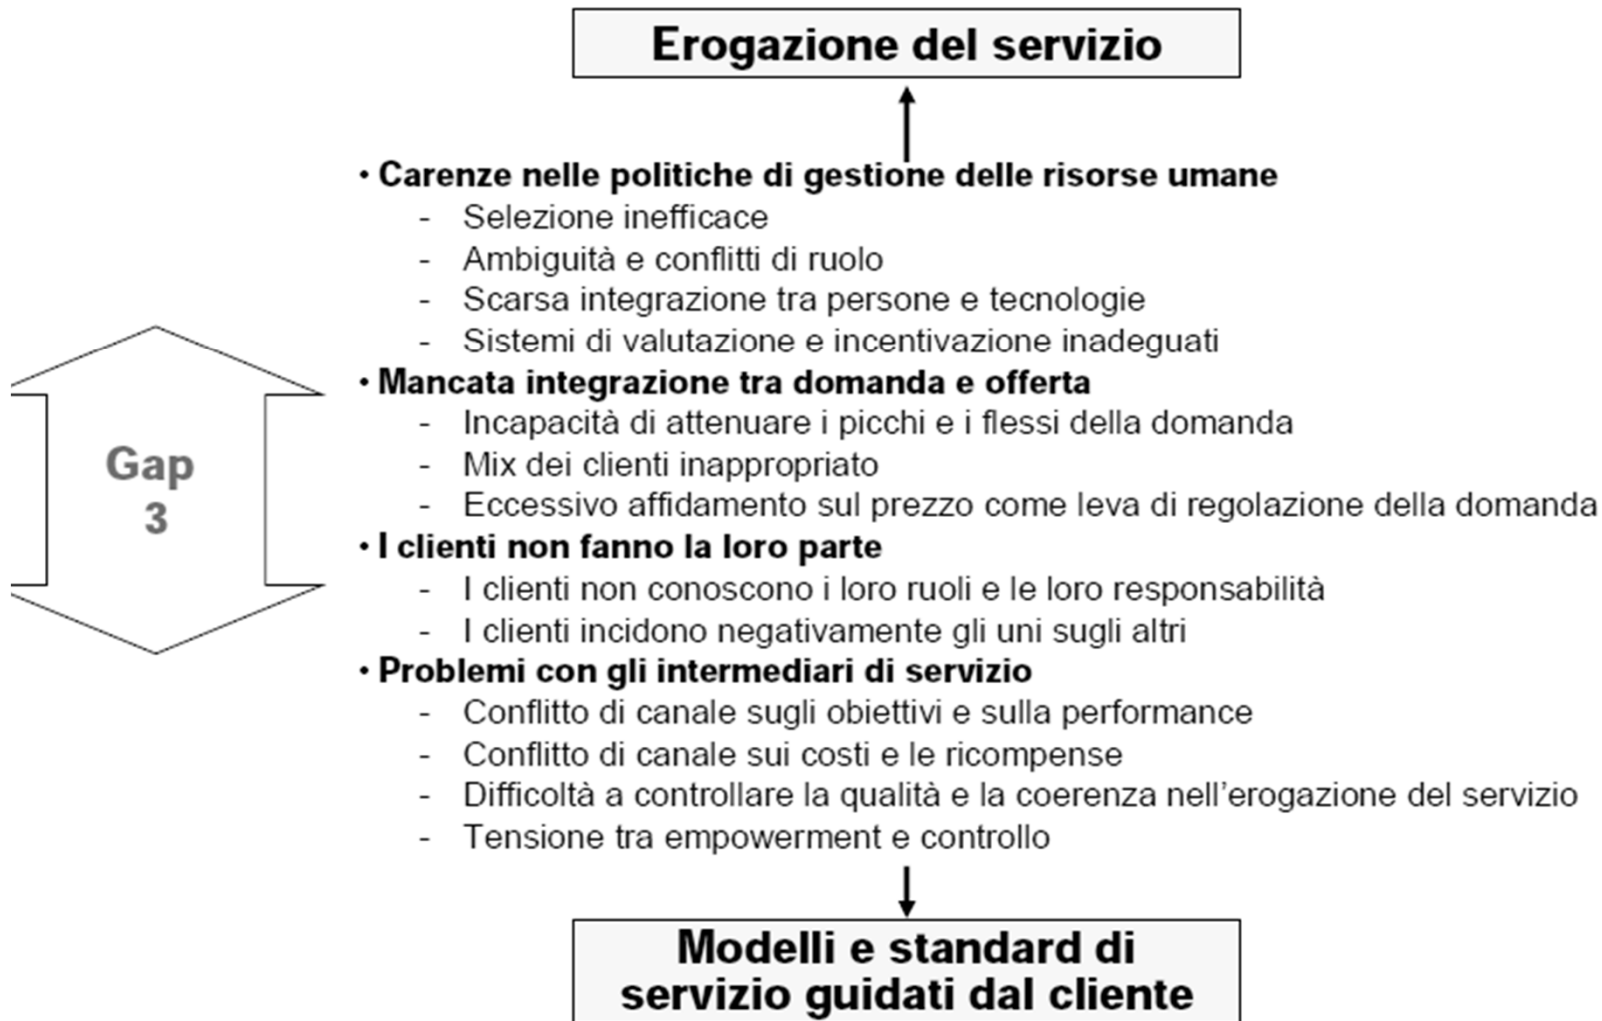 Erogazione del servizio
• Carenze nelle politiche di gestione delle risorse umane
- Selezione inefficace
- Ambiguità e conflitti di ruolo
- Scarsa integrazione tra persone e tecnologie
- Sistemi di valutazione e incentivazione inadeguati
• Mancata integrazione tra domanda e offerta
- Incapacità di attenuare i picchi e i flessi della domanda
- Mix dei clienti inappropriato
- Eccessivo affidamento sul prezzo come leva di regolazione della domanda
• I clienti non fanno la loro parte
- I clienti non conoscono i loro ruoli e le loro responsabilità
- I clienti incidono negativamente gli uni sugli altri
• Problemi con gli intermediari di servizio
- Conflitto di canale sugli obiettivi e sulla performance
- Conflitto di canale sui costi e le ricompense
- Difficoltà a controllare la qualità e la coerenza nell’erogazione del servizio
- Tensione tra empowerment e controllo
Gap
3
Modelli e standard di
servizio guidati dal cliente